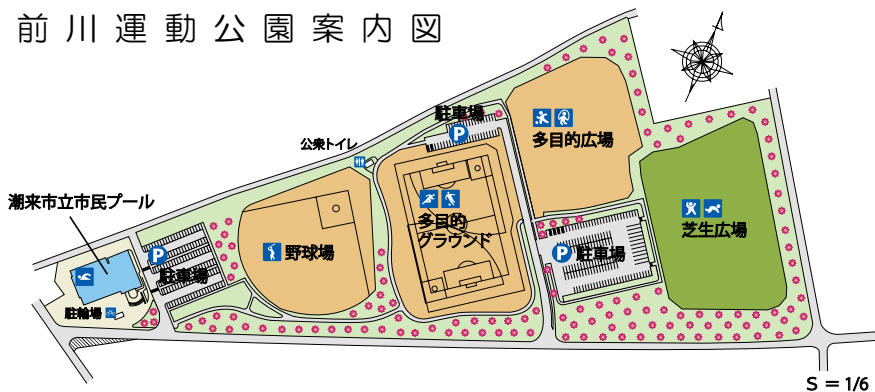 前川運動公園案内図
駐車場
P
公衆トイレ
多目的広場
潮来市立市民プール
多目的
グラウンド
芝生広場
野球場
P
駐車場
P
駐車場
駐輪場
S = 1/6